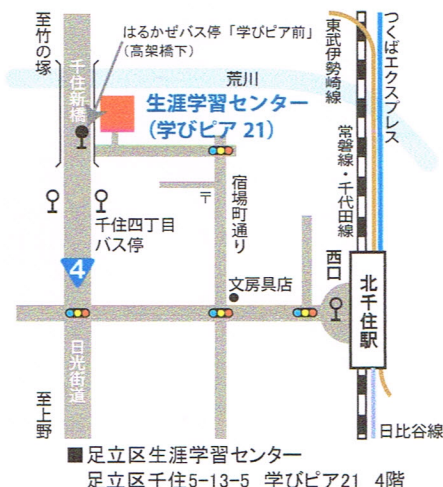 至竹の塚
はるかぜバス停「学びピア前」
(高架橋下)
千住新橋
荒川
生涯学習センター
(学びピア 21)
東武伊勢崎線
つくばエクスプレス
常磐線・千代田線
〒
宿場町通り
千住四丁目
バス停
4
西口
文房具店
北千住駅
日光街道
至上野
日比谷線
■足立区生涯学習センター
足立区千住5-13-5 学びピア21 4階